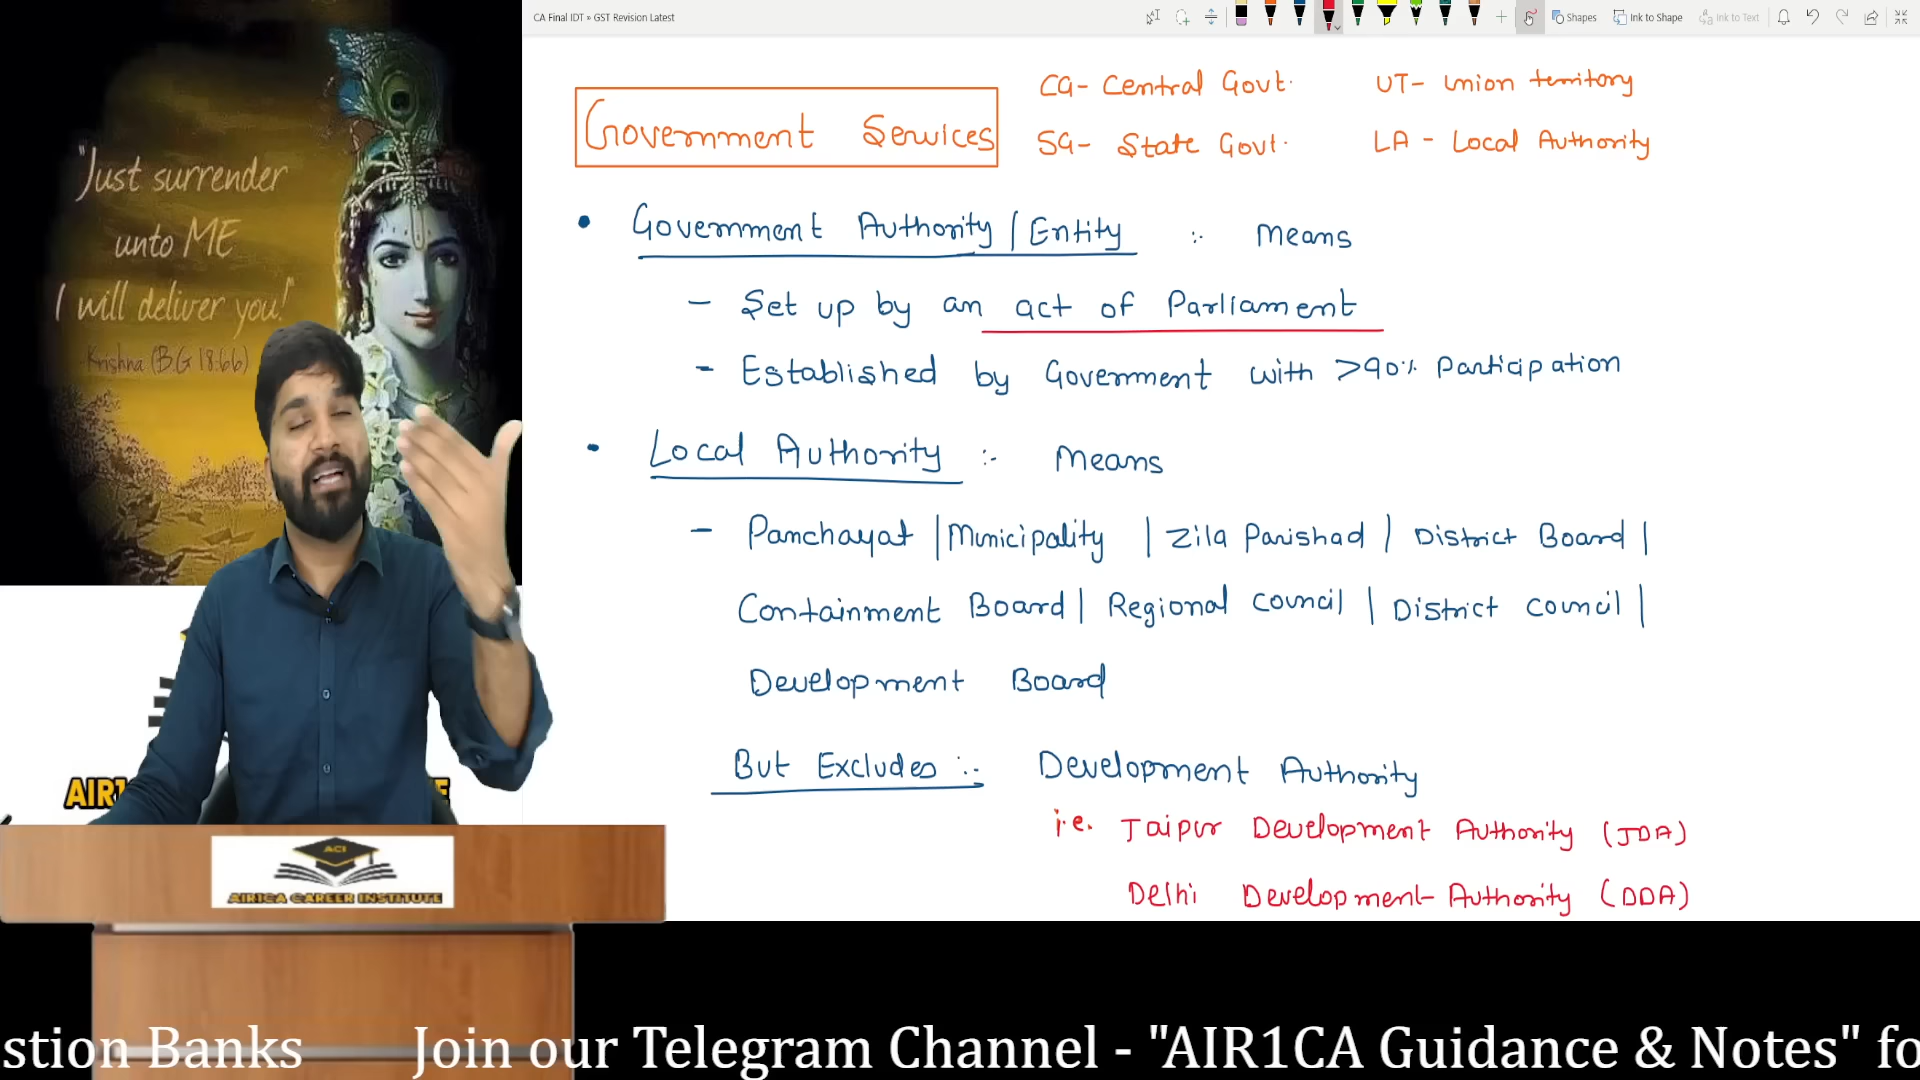 CA Final IDT » GST Revision Latest
Shapes
Ink to Shape
Ink to Text
Government Services
CG- Central Govt.
UT- Union territory
SG- State Govt.
LA - Local Authority
"Just surrender
unto ME
I will deliver you!"
-Krishna (B.G 18:66)
• Government Authority | Entity :- Means
- Set up by an act of Parliament
- Established by Government with >90% Participation
• Local Authority :- Means
- Panchayat | Municipality | Zila Parishad | District Board |
Containment Board | Regional council | District council |
Development Board
But Excludes :- Development Authority
i.e. Jaipur Development Authority (JDA)
Delhi Development Authority (DDA)
AIR1
E
ACI
AIR1CA CAREER INSTITUTE
stion Banks Join our Telegram Channel - "AIR1CA Guidance & Notes" fo